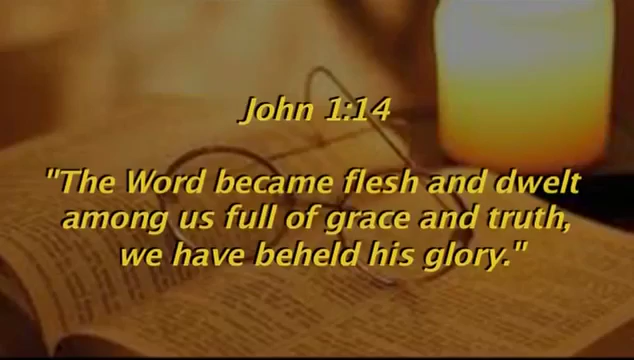 John 1:14
"The Word became flesh and dwelt
among us full of grace and truth,
we have beheld his glory."